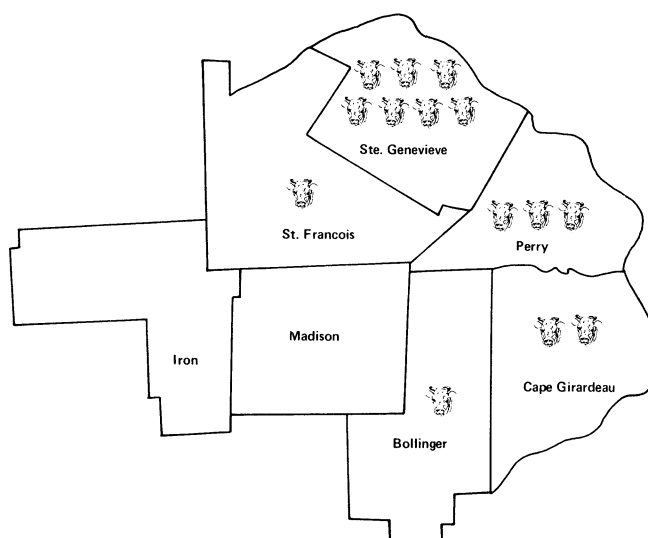 Ste. Genevieve
St. Francois
Perry
Madison
Iron
Cape Girardeau
Bollinger